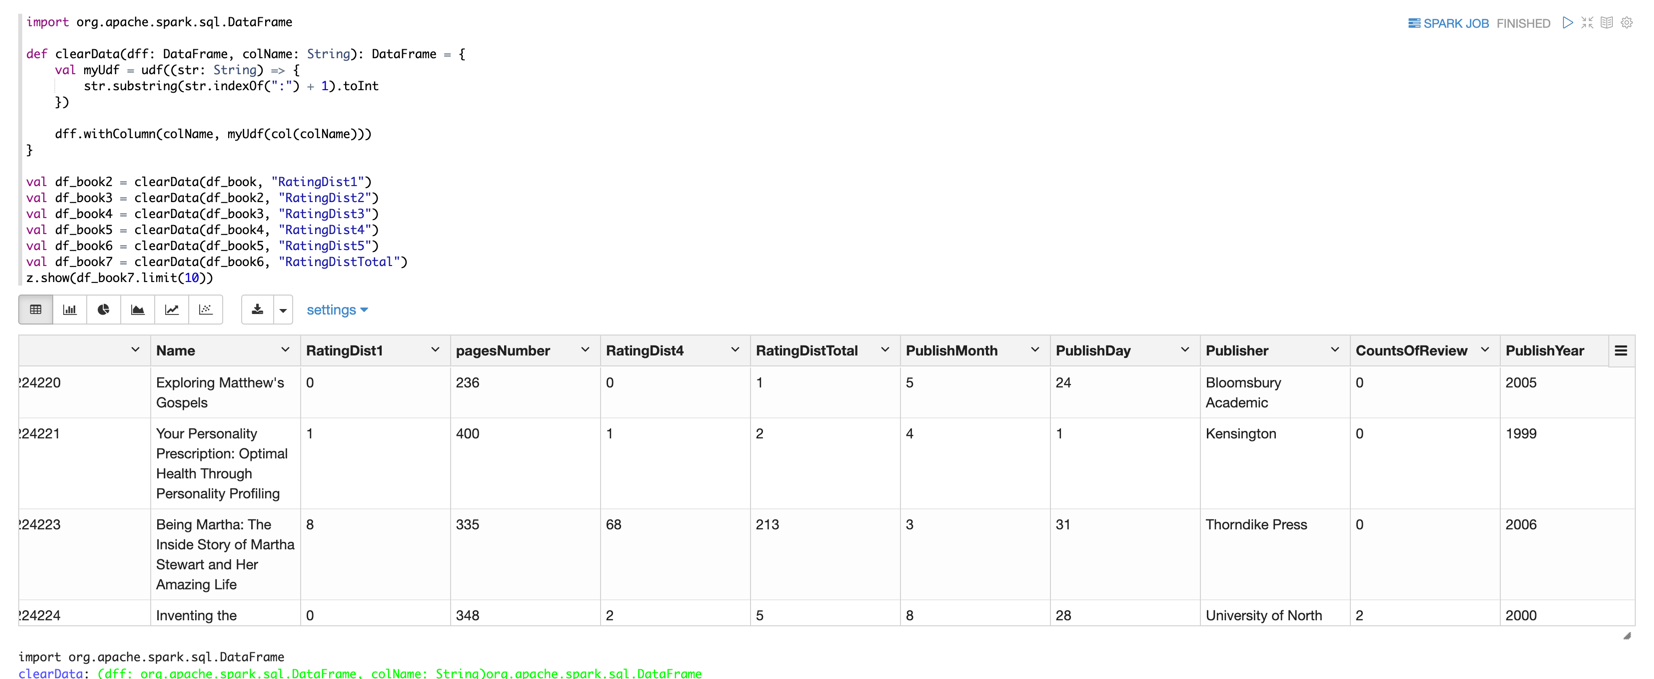 import org.apache.spark.sql.DataFrame
SPARK JOB FINISHED
def clearData(dff: DataFrame, colName: String): DataFrame = {
    val myUdf = udf((str: String) => {
        str.substring(str.indexOf(":") + 1).toInt
    })
    dff.withColumn(colName, myUdf(col(colName)))
}
val df_book2 = clearData(df_book, "RatingDist1")
val df_book3 = clearData(df_book2, "RatingDist2")
val df_book4 = clearData(df_book3, "RatingDist3")
val df_book5 = clearData(df_book4, "RatingDist4")
val df_book6 = clearData(df_book5, "RatingDist5")
val df_book7 = clearData(df_book6, "RatingDistTotal")
z.show(df_book7.limit(10))
settings
Name RatingDist1 pagesNumber RatingDist4 RatingDistTotal PublishMonth PublishDay Publisher CountsOfReview PublishYear
224220 Exploring Matthew's 0 236 0 1 5 24 Bloomsbury 0 2005
Gospels Academic
224221 Your Personality 1 400 1 2 4 1 Kensington 0 1999
Prescription: Optimal
Health Through
Personality Profiling
224223 Being Martha: The 8 335 68 213 3 31 Thorndike Press 0 2006
Inside Story of Martha
Stewart and Her
Amazing Life
224224 Inventing the 0 348 2 5 8 28 University of North 2 2000
import org.apache.spark.sql.DataFrame
clearData: (dff: org.apache.spark.sql.DataFrame, colName: String)org.apache.spark.sql.DataFrame